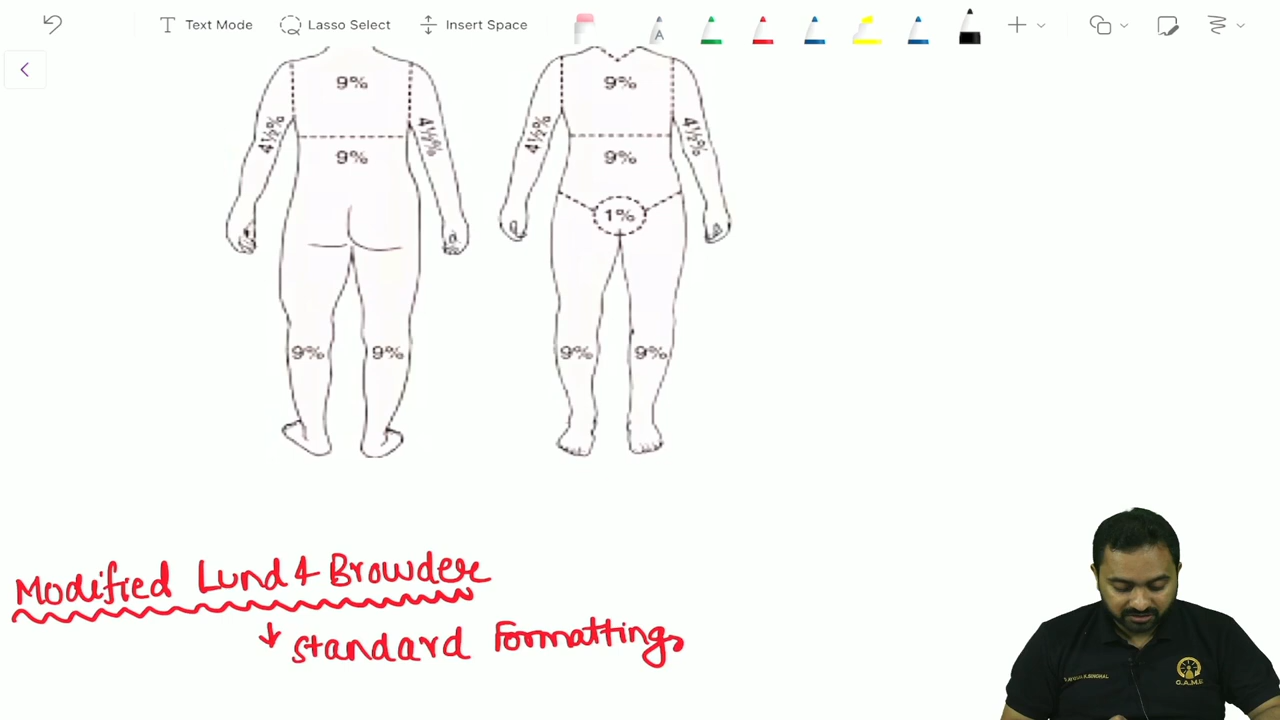 Text Mode Lasso Select Insert Space
A
9% 9%
4½% 4½% 4½% 4½%
9% 9%
1%
9% 9% 9% 9%
Modified Lund & Browder
↓ Standard Formatting
G.A.M.E